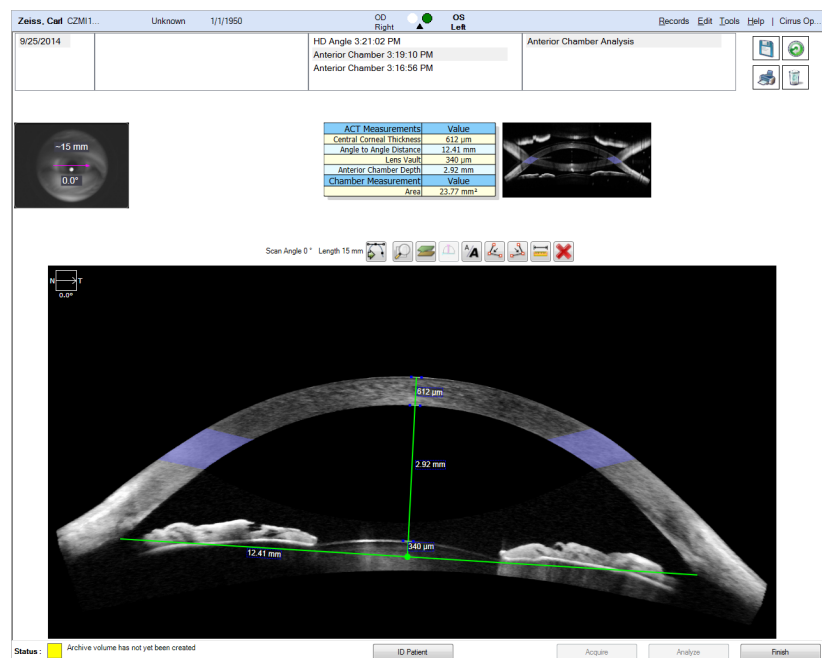 Zeiss, Carl CZMI1... Unknown 1/1/1950 OD Right OS Left Records Edit Tools Help | Cirrus Op...
9/25/2014
HD Angle 3:21:02 PM
Anterior Chamber 3:19:10 PM
Anterior Chamber 3:16:56 PM
Anterior Chamber Analysis
~15 mm
0.0°
ACT Measurements Value
Central Corneal Thickness 612 µm
Angle to Angle Distance 12.41 mm
Lens Vault 340 µm
Anterior Chamber Depth 2.92 mm
Chamber Measurement Value
Area 23.77 mm²
Scan Angle 0 ° Length 15 mm
A/A
N T
0.0°
612 µm
2.92 mm
340 µm
12.41 mm
Status : Archive volume has not yet been created ID Patient Acquire Analyze Finish